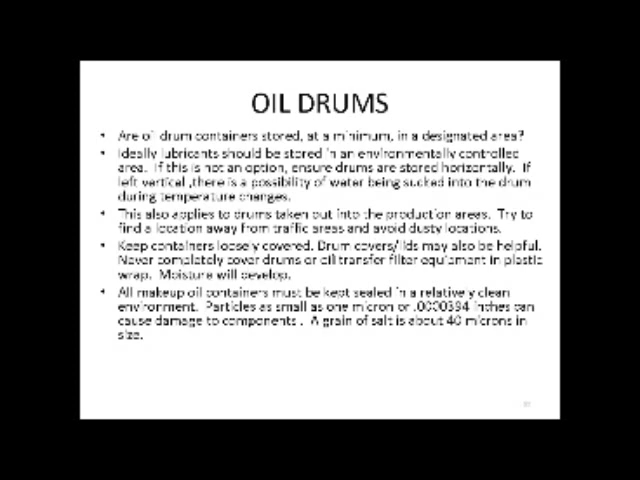 OIL DRUMS
• Are oil drum containers stored, at a minimum, in a designated area?
• Ideally lubricants should be stored in an environmentally controlled
area. If this is not an option, ensure drums are stored horizontally. If
left vertical ,there is a possibility of water being sucked into the drum
during temperature changes.
• This also applies to drums taken out into the production areas. Try to
find a location away from traffic areas and avoid dusty locations.
• Keep containers loosely covered. Drum covers/lids may also be helpful.
Never completely cover drums or oil transfer filter equipment in plastic
wrap. Moisture will develop.
• All makeup oil containers must be kept sealed in a relatively clean
environment. Particles as small as one micron or .0000394 inches can
cause damage to components . A grain of salt is about 40 microns in
size.